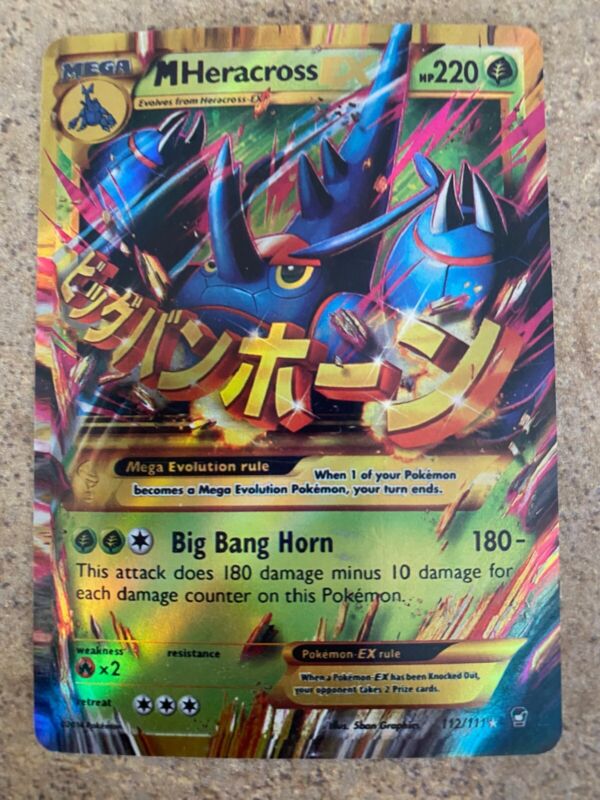 MEGA
MHeracross EX
HP220
Evolves from Heracross-EX
ビッグバンホーン
Mega Evolution rule
When 1 of your Pokémon
becomes a Mega Evolution Pokémon, your turn ends.
Big Bang Horn 180-
This attack does 180 damage minus 10 damage for
each damage counter on this Pokémon.
weakness resistance
×2
Pokémon-EX rule
When a Pokémon-EX has been Knocked Out,
your opponent takes 2 Prize cards.
retreat
©2014 Pokémon illus. 5ban Graphics 112/111